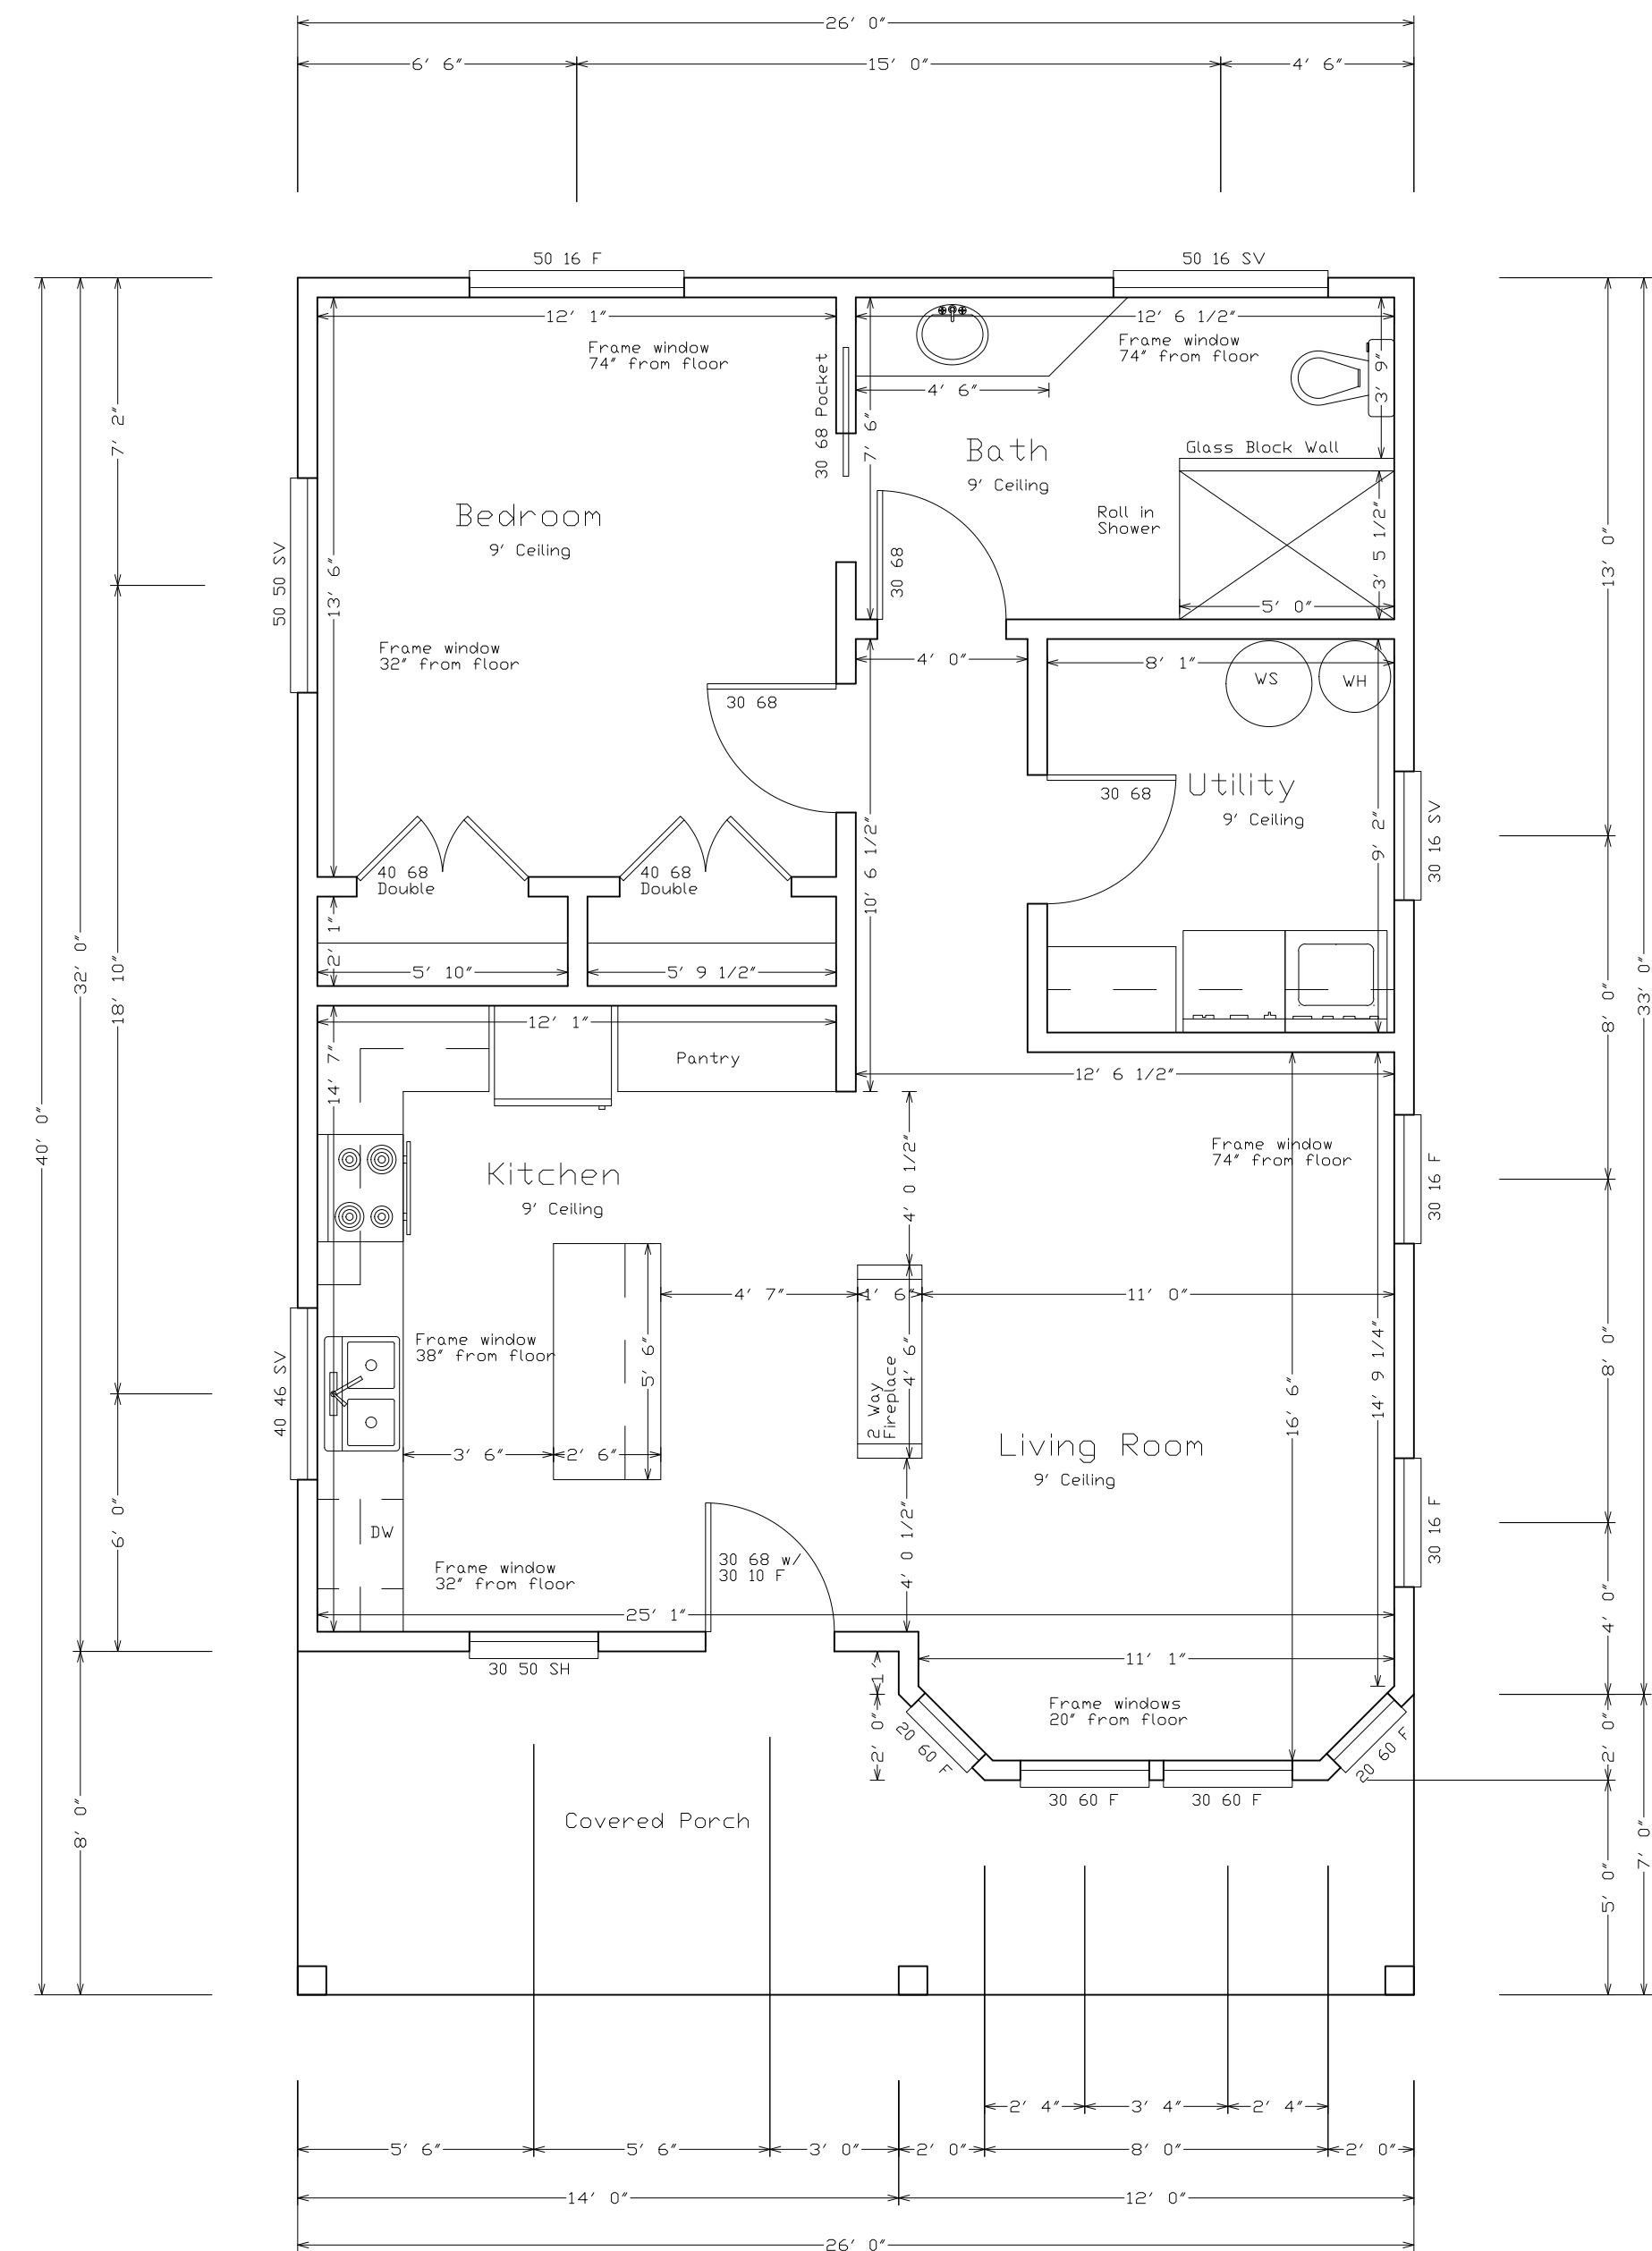 26' 0"
6' 6"
15' 0"
4' 6"
50 16 F
50 16 SV
12' 1"
12' 6 1/2"
Frame window
74" from floor
Frame window
74" from floor
3' 9"
30 68 Pocket
4' 6"
7' 6"
7' 2"
Bath
9' Ceiling
Glass Block Wall
Bedroom
9' Ceiling
Roll in
Shower
3' 5 1/2"
13' 0"
50 50 SV
13' 6"
30 68
5' 0"
Frame window
32" from floor
4' 0"
8' 1"
WS
WH
30 68
30 68
Utility
9' Ceiling
9' 2"
30 16 SV
10' 6 1/2"
40 68
Double
40 68
Double
2' 1"
5' 10"
5' 9 1/2"
32' 0"
18' 10"
8' 0"
33' 0"
12' 1"
14' 7"
Pantry
12' 6 1/2"
40' 0"
Kitchen
9' Ceiling
4' 0 1/2"
Frame window
74" from floor
30 16 F
4' 7"
1' 6"
11' 0"
Frame window
38" from floor
5' 6"
4' 6"
2 Way
Fireplace
14' 9 1/4"
8' 0"
40 46 SV
16' 6"
3' 6"
2' 6"
Living Room
9' Ceiling
6' 0"
DW
30 68 w/
30 10 F
4' 0 1/2"
30 16 F
Frame window
32" from floor
25' 1"
4' 0"
30 50 SH
1'
11' 1"
Frame windows
20" from floor
2' 0"
20 60 F
20 60 F
2' 0"
30 60 F
30 60 F
Covered Porch
8' 0"
7' 0"
5' 0"
2' 4"
3' 4"
2' 4"
5' 6"
5' 6"
3' 0"
2' 0"
8' 0"
2' 0"
14' 0"
12' 0"
26' 0"